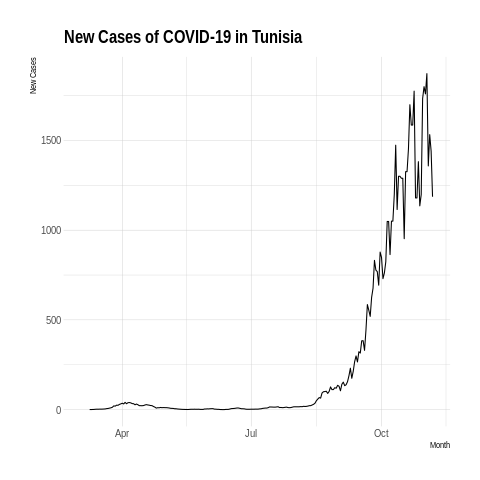 New Cases of COVID-19 in Tunisia
New Cases
1500
1000
500
0
Apr
Jul
Oct
Month